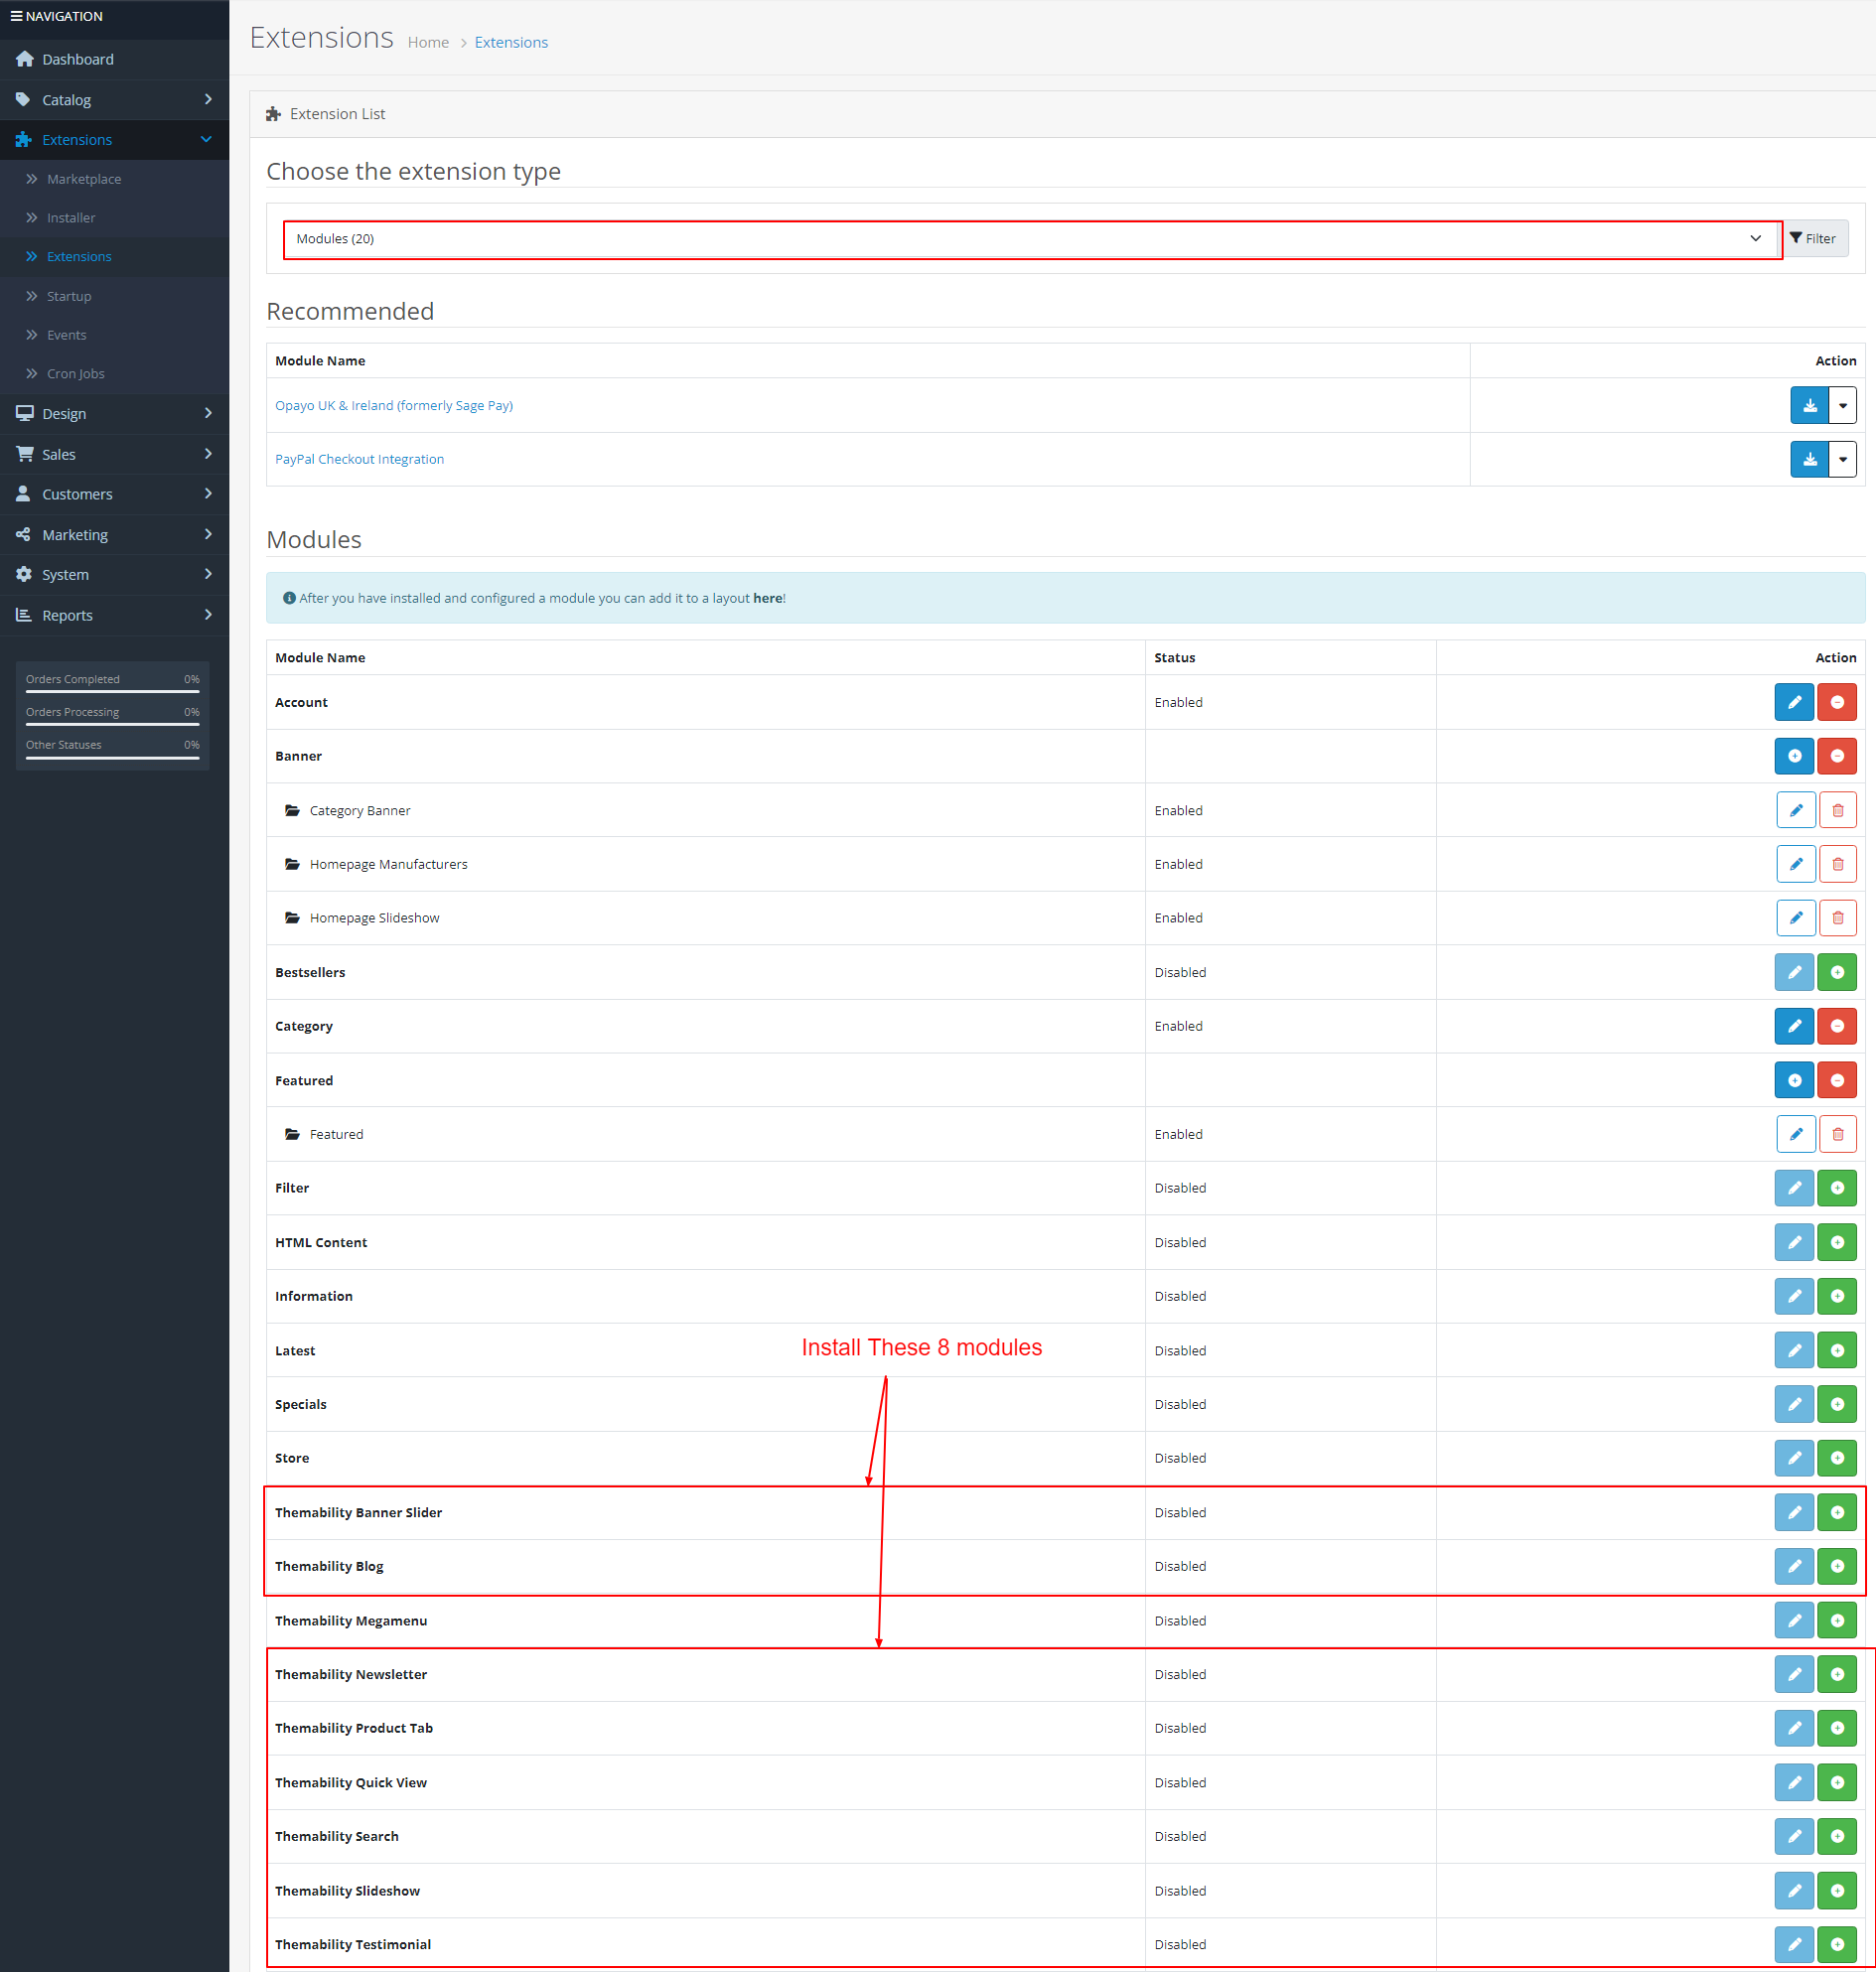 NAVIGATION
Dashboard
Catalog
Extensions
Marketplace
Installer
Extensions
Startup
Events
Cron Jobs
Design
Sales
Customers
Marketing
System
Reports
Orders Completed 0%
Orders Processing 0%
Other Statuses 0%
Extensions Home > Extensions
Extension List
Choose the extension type
Modules (20) Filter
Recommended
Module Name Action
Opayo UK & Ireland (formerly Sage Pay)
PayPal Checkout Integration
Modules
After you have installed and configured a module you can add it to a layout here!
Module Name Status Action
Account Enabled
Banner
Category Banner Enabled
Homepage Manufacturers Enabled
Homepage Slideshow Enabled
Bestsellers Disabled
Category Enabled
Featured
Featured Enabled
Filter Disabled
HTML Content Disabled
Information Disabled
Install These 8 modules
Latest Disabled
Specials Disabled
Store Disabled
Themability Banner Slider Disabled
Themability Blog Disabled
Themability Megamenu Disabled
Themability Newsletter Disabled
Themability Product Tab Disabled
Themability Quick View Disabled
Themability Search Disabled
Themability Slideshow Disabled
Themability Testimonial Disabled